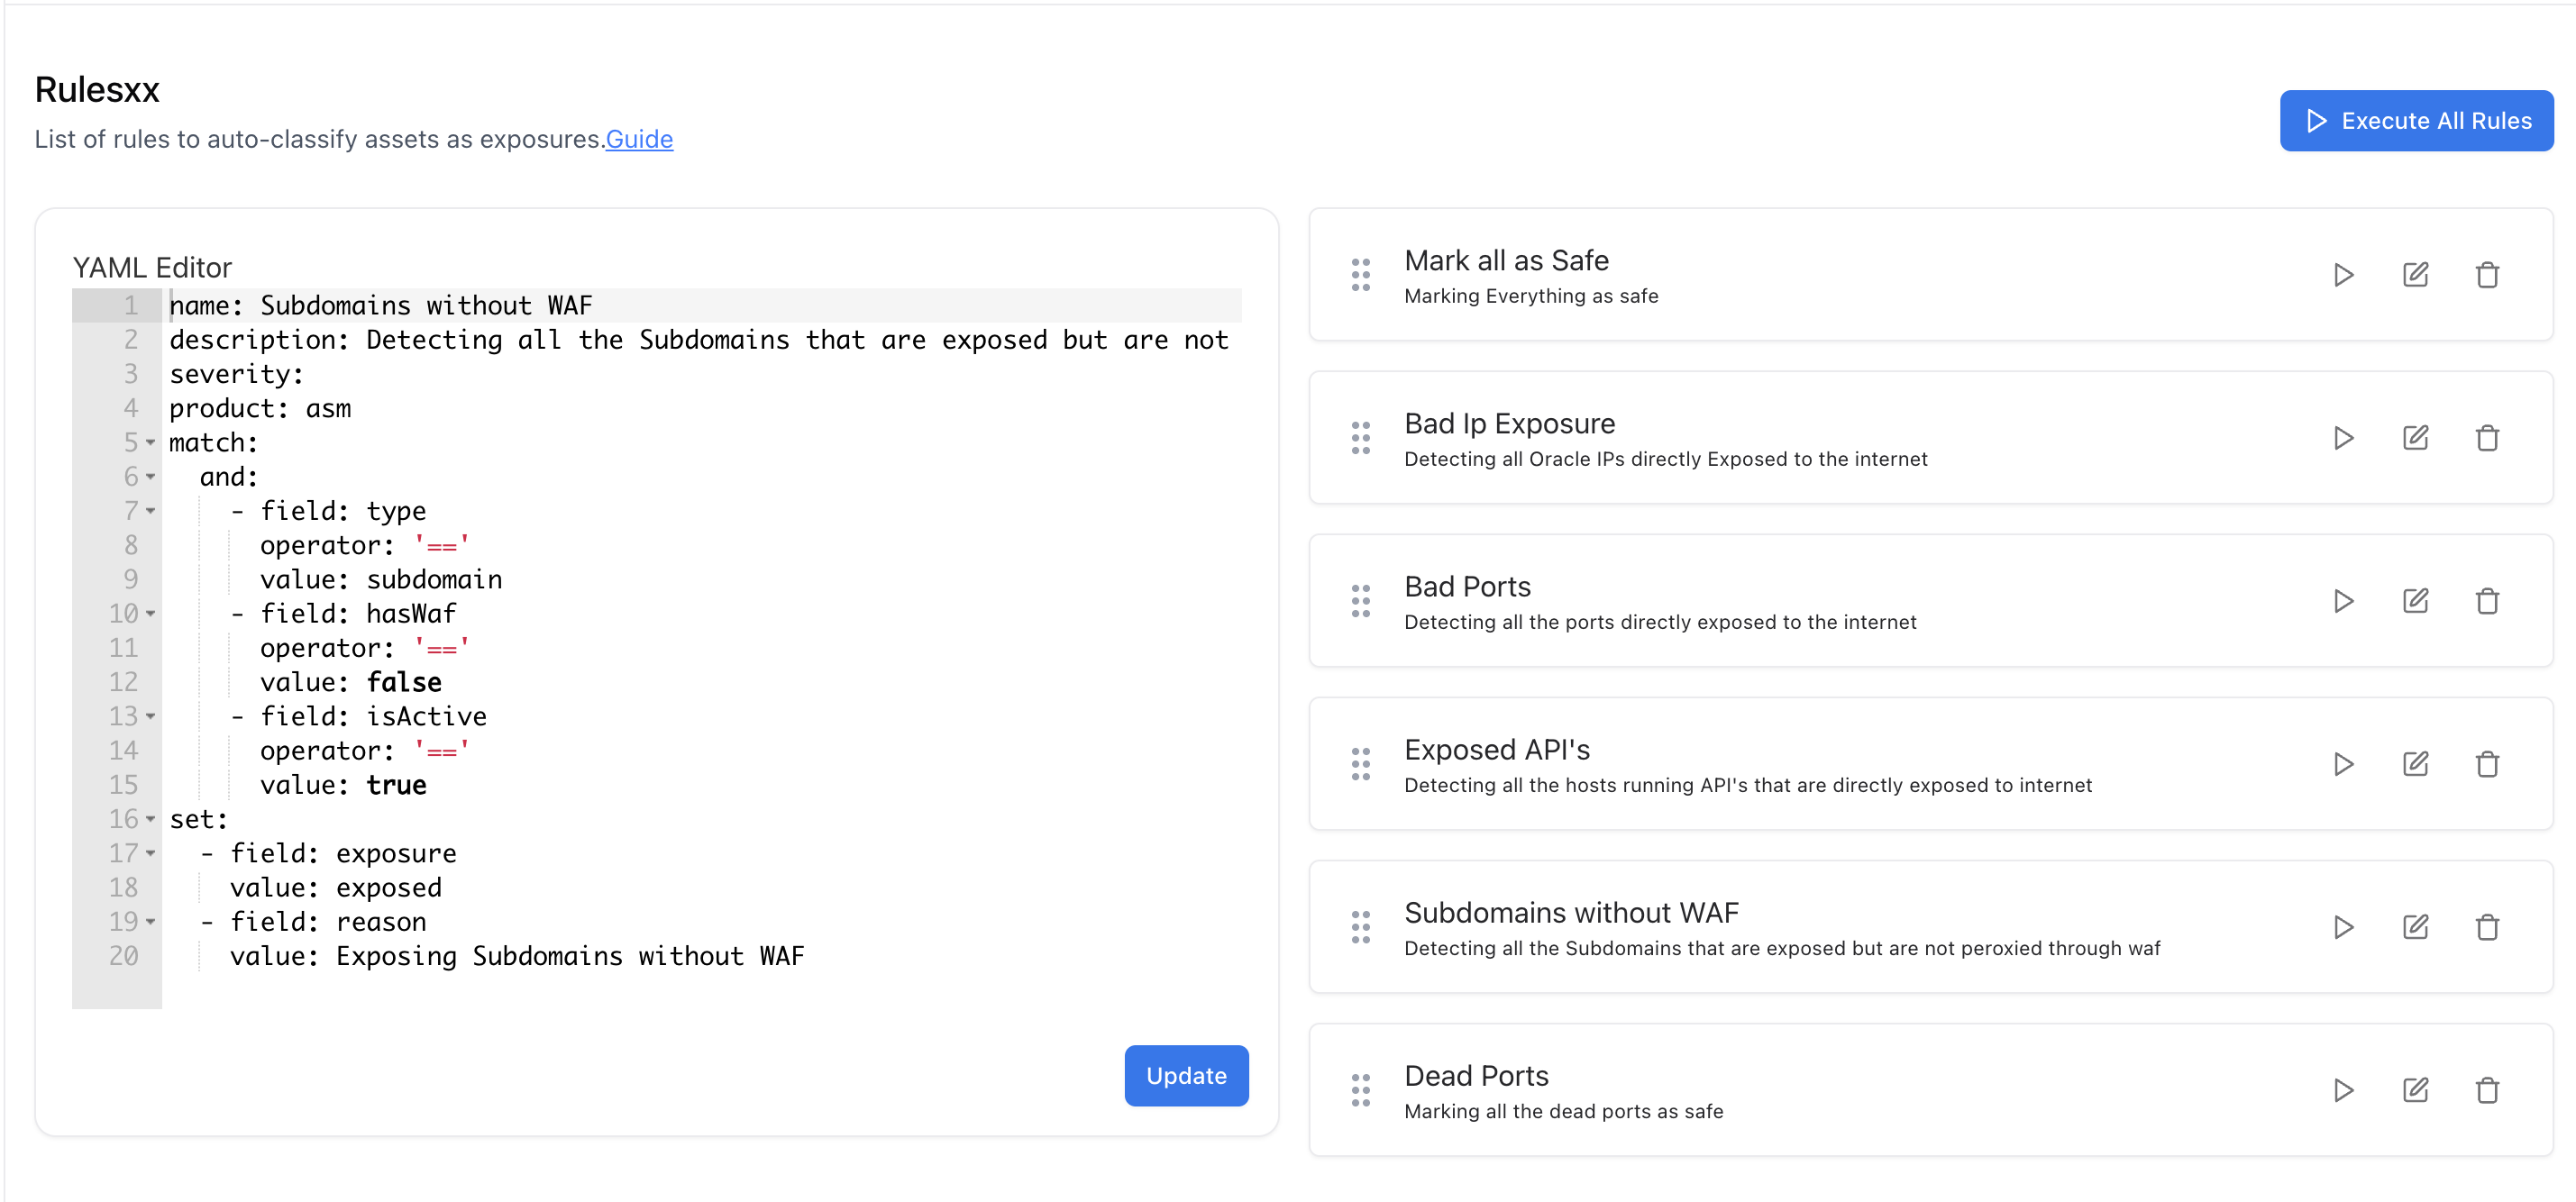 Rulesxx
List of rules to auto-classify assets as exposures.Guide
Execute All Rules
YAML Editor
1 name: Subdomains without WAF
2 description: Detecting all the Subdomains that are exposed but are not
3 severity:
4 product: asm
5 match:
6   and:
7     - field: type
8       operator: '=='
9       value: subdomain
10     - field: hasWaf
11       operator: '=='
12       value: false
13     - field: isActive
14       operator: '=='
15       value: true
16 set:
17   - field: exposure
18     value: exposed
19   - field: reason
20     value: Exposing Subdomains without WAF
Update
Mark all as Safe
Marking Everything as safe
Bad Ip Exposure
Detecting all Oracle IPs directly Exposed to the internet
Bad Ports
Detecting all the ports directly exposed to the internet
Exposed API's
Detecting all the hosts running API's that are directly exposed to internet
Subdomains without WAF
Detecting all the Subdomains that are exposed but are not peroxied through waf
Dead Ports
Marking all the dead ports as safe